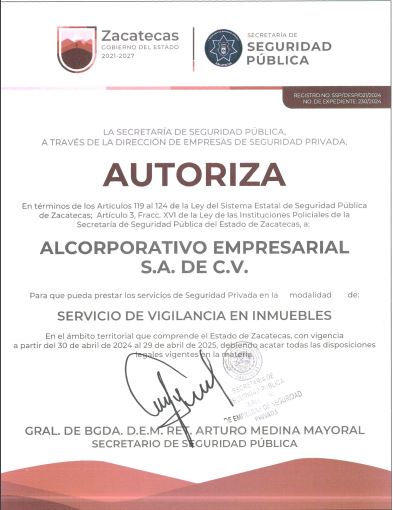 Zacatecas
GOBIERNO DEL ESTADO
2021-2027
SECRETARÍA DE
SEGURIDAD
PÚBLICA
REGISTRO NO. SSP/DESP/021/2024
NO. DE EXPEDIENTE: 230/2024
LA SECRETARÍA DE SEGURIDAD PÚBLICA,
A TRAVÉS DE LA DIRECCIÓN DE EMPRESAS DE SEGURIDAD PRIVADA,
AUTORIZA
En términos de los Artículos 119 al 124 de la Ley del Sistema Estatal de Seguridad Pública
de Zacatecas; Artículo 3, Fracc. XVI de la Ley de las Instituciones Policiales de la
Secretaría de Seguridad Pública del Estado de Zacatecas, a:
ALCORPORATIVO EMPRESARIAL
S.A. DE C.V.
Para que pueda prestar los servicios de Seguridad Privada en la modalidad de:
SERVICIO DE VIGILANCIA EN INMUEBLES
En el ámbito territorial que comprende el Estado de Zacatecas, con vigencia
a partir del 30 de abril de 2024 al 29 de abril de 2025, debiendo acatar todas las disposiciones
legales vigentes en la materia.
SECRETARÍA DE
PÚBLICA
DE EMPRESAS DE SEGURIDAD
PRIVADA
GRAL. DE BGDA. D.E.M. RET. ARTURO MEDINA MAYORAL
SECRETARIO DE SEGURIDAD PÚBLICA